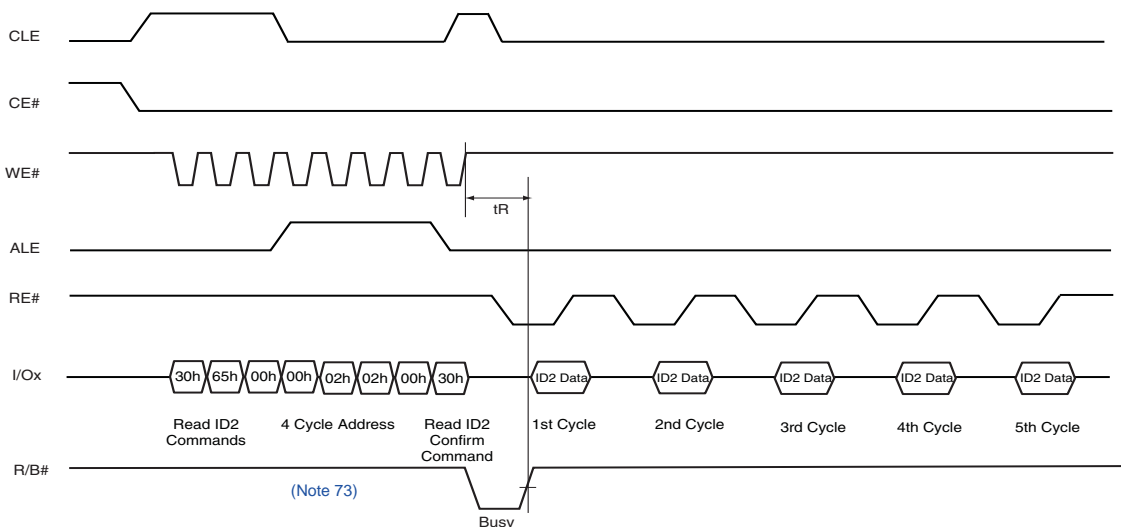 CLE
CE#
WE#
tR
ALE
RE#
I/Ox
30h 65h 00h 00h 02h 02h 00h 30h ID2 Data ID2 Data ID2 Data ID2 Data ID2 Data
Read ID2
Commands
4 Cycle Address
Read ID2
Confirm
Command
1st Cycle
2nd Cycle
3rd Cycle
4th Cycle
5th Cycle
R/B#
(Note 73)
Busy